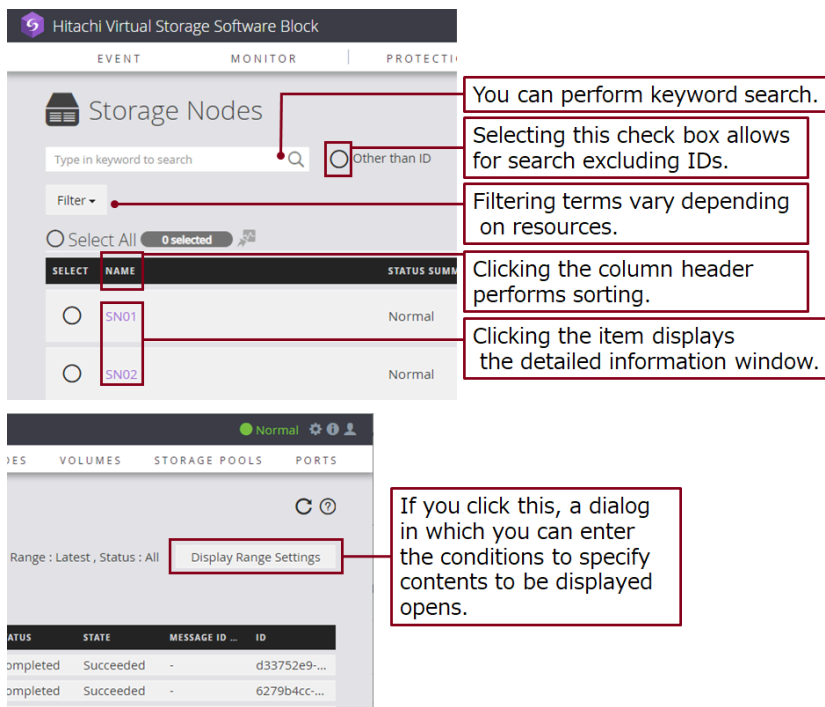 Hitachi Virtual Storage Software Block
EVENT MONITOR PROTECTI
Storage Nodes
You can perform keyword search.
Type in keyword to search
Other than ID
Selecting this check box allows
for search excluding IDs.
Filter
Filtering terms vary depending
on resources.
Select All 0 selected
SELECT NAME STATUS SUMM
Clicking the column header
performs sorting.
SN01 Normal
Clicking the item displays
the detailed information window.
SN02 Normal
Normal
DES VOLUMES STORAGE POOLS PORTS
Range : Latest , Status : All Display Range Settings
If you click this, a dialog
in which you can enter
the conditions to specify
contents to be displayed
opens.
ATUS STATE MESSAGE ID ... ID
ompleted Succeeded - d33752e9-...
ompleted Succeeded - 6279b4cc-...